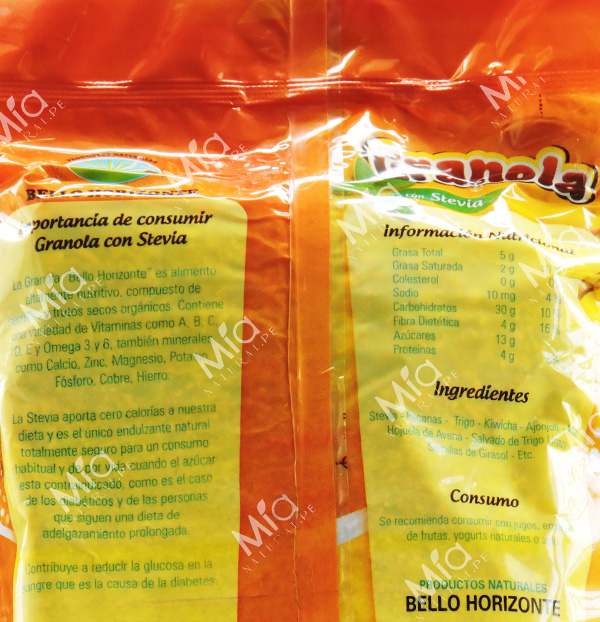 PRODUCTOS NATURALES
BELLO HORIZONTE
Importancia de consumir
Granola con Stevia
La Granola "Bello Horizonte" es alimento
altamente nutritivo, compuesto de
frutos secos orgánicos. Contiene
una variedad de Vitaminas como A, B, C,
D, E y Omega 3 y 6, también minerales
como Calcio, Zinc, Magnesio, Potasio
Fósforo, Cobre, Hierro.
La Stevia aporta cero calorías a nuestra
dieta y es el único endulzante natural
totalmente seguro para un consumo
habitual y de por vida cuando el azúcar
esta contraindicado, como es el caso
de los diabéticos y de las personas
que siguen una dieta de
adelgazamiento prolongada.
Contribuye a reducir la glucosa en la
sangre que es la causa de la diabetes.
Granola
con Stevia
Información Nutricional
Grasa Total 5 g
Grasa Saturada 2 g
Colesterol 0 g
Sodio 10 mg
Carbohidratos 30 g
Fibra Dietética 4 g
Azúcares 13 g
Proteinas 4 g
Ingredientes
Stevia - Pecanas - Trigo - Kiwicha - Ajonjolí
Hojuela de Avena - Salvado de Trigo
Semillas de Girasol - Etc.
Consumo
Se recomienda consumir con jugos,
de frutas, yogurts naturales o
PRODUCTOS NATURALES
BELLO HORIZONTE
Mía
NATURAL.PE